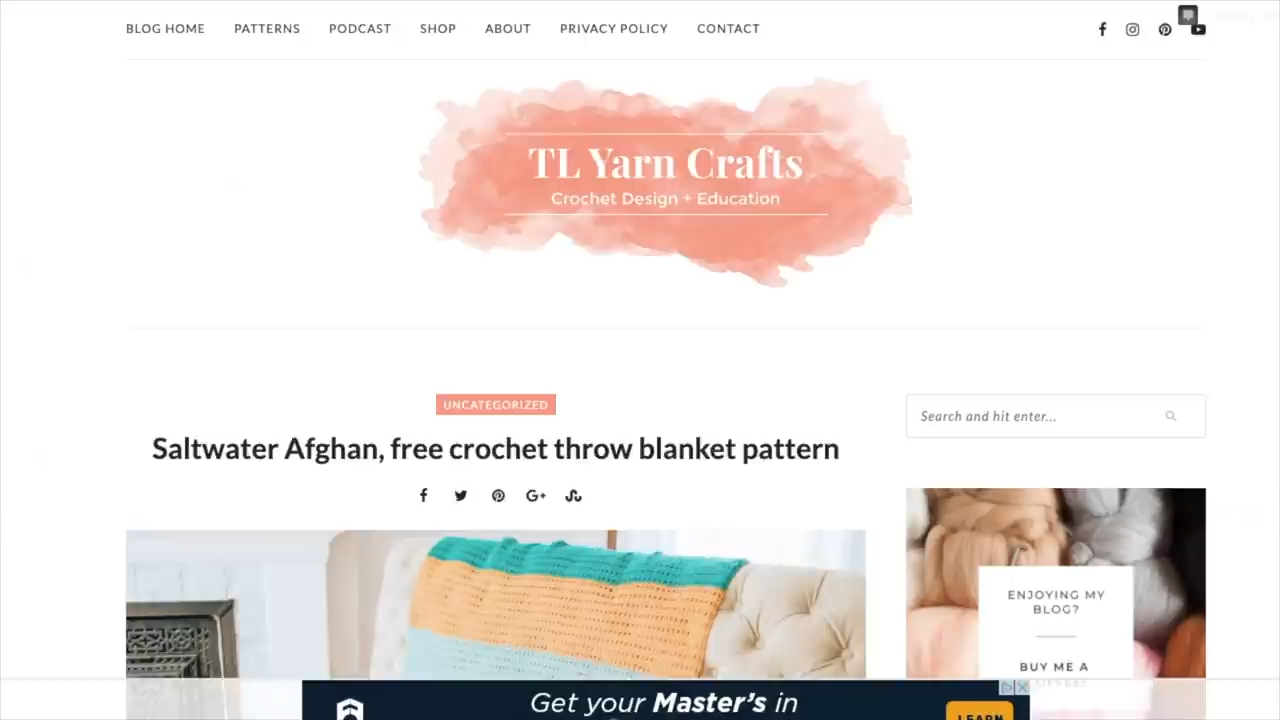 BLOG HOME PATTERNS PODCAST SHOP ABOUT PRIVACY POLICY CONTACT
TL Yarn Crafts
Crochet Design + Education
UNCATEGORIZED
Saltwater Afghan, free crochet throw blanket pattern
G+
Search and hit enter...
ENJOYING MY
BLOG?
BUY ME A
Get your Master's in
LEARN